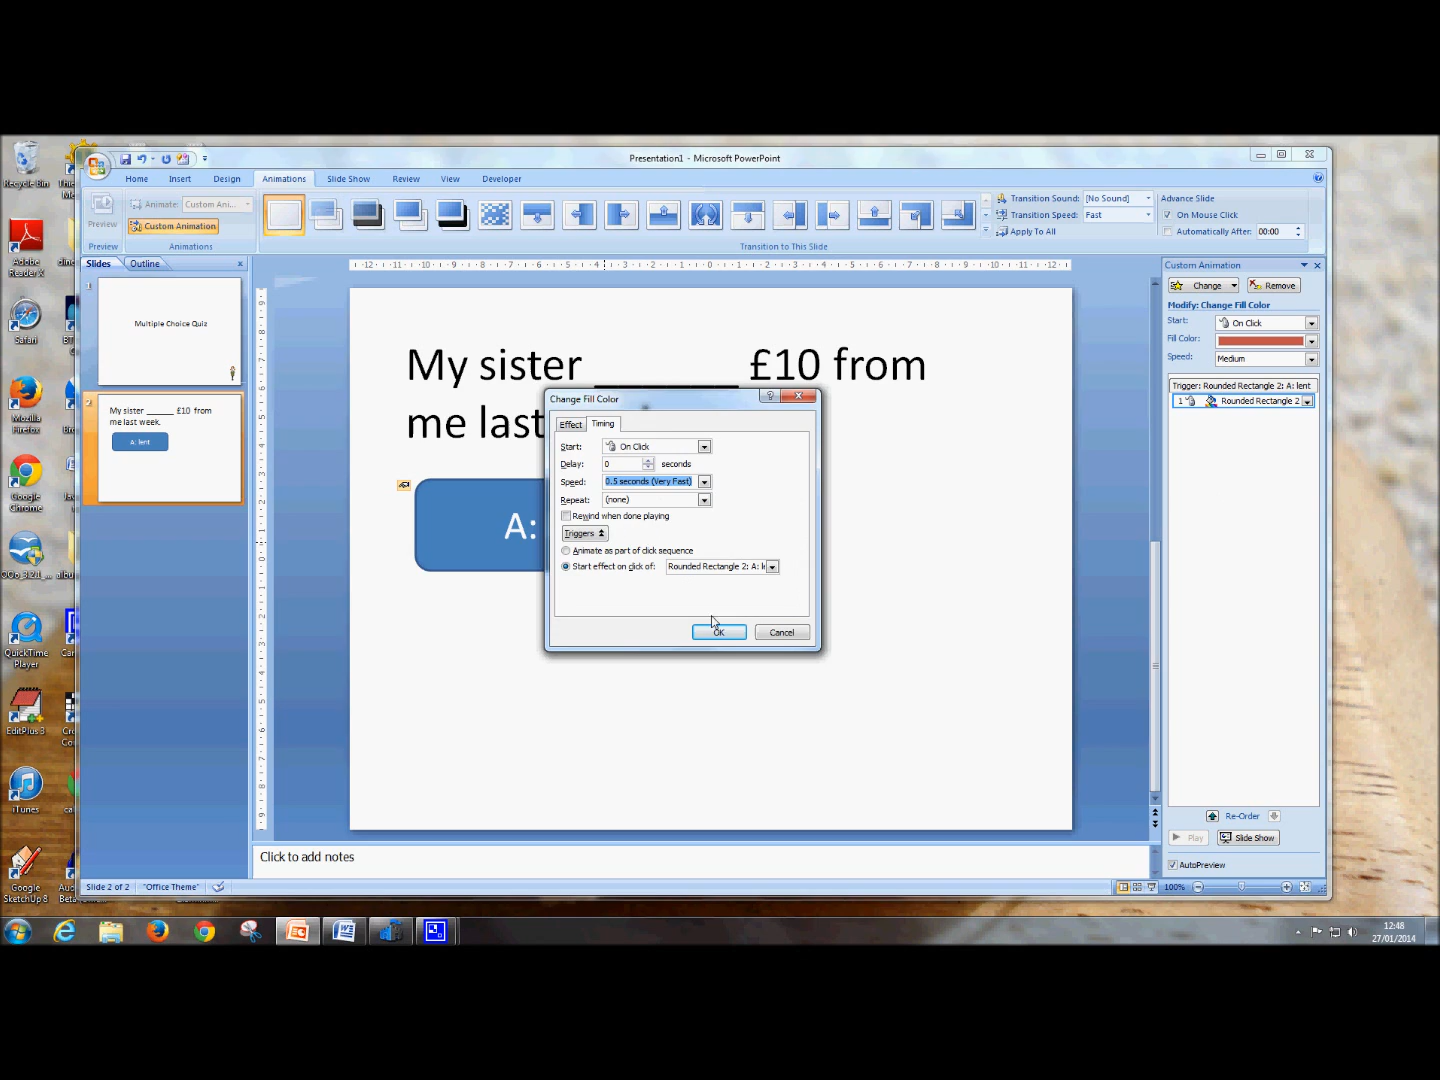 Presentation1 - Microsoft PowerPoint
Home Insert Design Animations Slide Show Review View Developer
Preview
Animate: Custom Ani...
Custom Animation
Preview
Animations
Transition Sound: [No Sound]
Transition Speed: Fast
Apply To All
Transition to This Slide
Advance Slide
On Mouse Click
Automatically After: 00:00
Slides Outline
1
Multiple Choice Quiz
2
My sister ______ £10 from
me last week.
A: lent
My sister ______ £10 from
me last
A:
Change Fill Color
Effect Timing
Start: On Click
Delay: 0 seconds
Speed: 0.5 seconds (Very Fast)
Repeat: (none)
Rewind when done playing
Triggers
Animate as part of click sequence
Start effect on click of: Rounded Rectangle 2: A: l
OK Cancel
Custom Animation
Change Remove
Modify: Change Fill Color
Start: On Click
Fill Color:
Speed: Medium
Trigger: Rounded Rectangle 2: A: lent
1 Rounded Rectangle 2
Re-Order
Play Slide Show
AutoPreview
Click to add notes
Slide 2 of 2 "Office Theme"
100%
Recycle Bin
Adobe
Reader X
Safari
Mozilla
Firefox
Google
Chrome
OOo_3.2.1_...
QuickTime
Player
EditPlus 3
iTunes
Google
SketchUp 8
12:48
27/01/2014